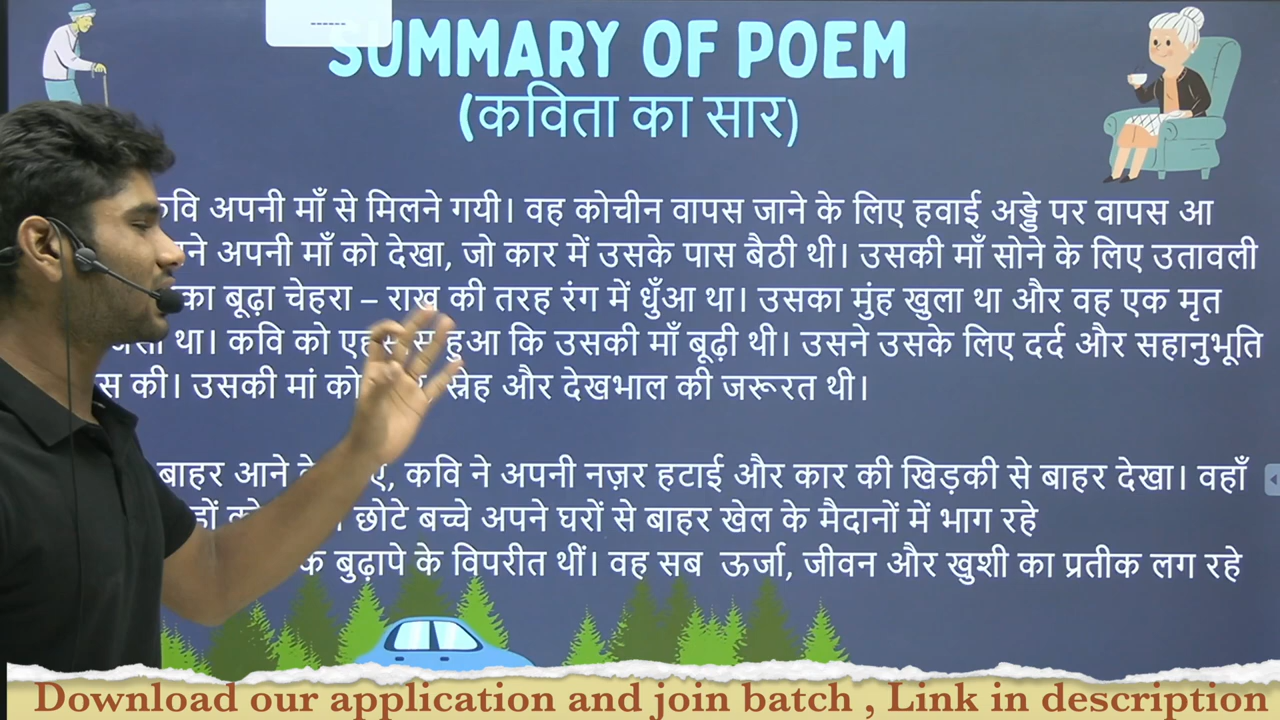 ------
SUMMARY OF POEM
(कविता का सार)
कवि अपनी माँ से मिलने गयी। वह कोचीन वापस जाने के लिए हवाई अड्डे पर वापस आ
अपनी माँ को देखा, जो कार में उसके पास बैठी थी। उसकी माँ सोने के लिए उतावली
का बूढ़ा चेहरा – राख की तरह रंग में धुँआ था। उसका मुंह खुला था और वह एक मृत
था। कवि को हुआ कि उसकी माँ बूढ़ी थी। उसने उसके लिए दर्द और सहानुभूति
की। उसकी मां को स्नेह और देखभाल की जरूरत थी।
बाहर आने कवि ने अपनी नज़र हटाई और कार की खिड़की से बाहर देखा। वहाँ
छोटे बच्चे अपने घरों से बाहर खेल के मैदानों में भाग रहे
बुढ़ापे के विपरीत थीं। वह सब ऊर्जा, जीवन और खुशी का प्रतीक लग रहे
Download our application and join batch , Link in description